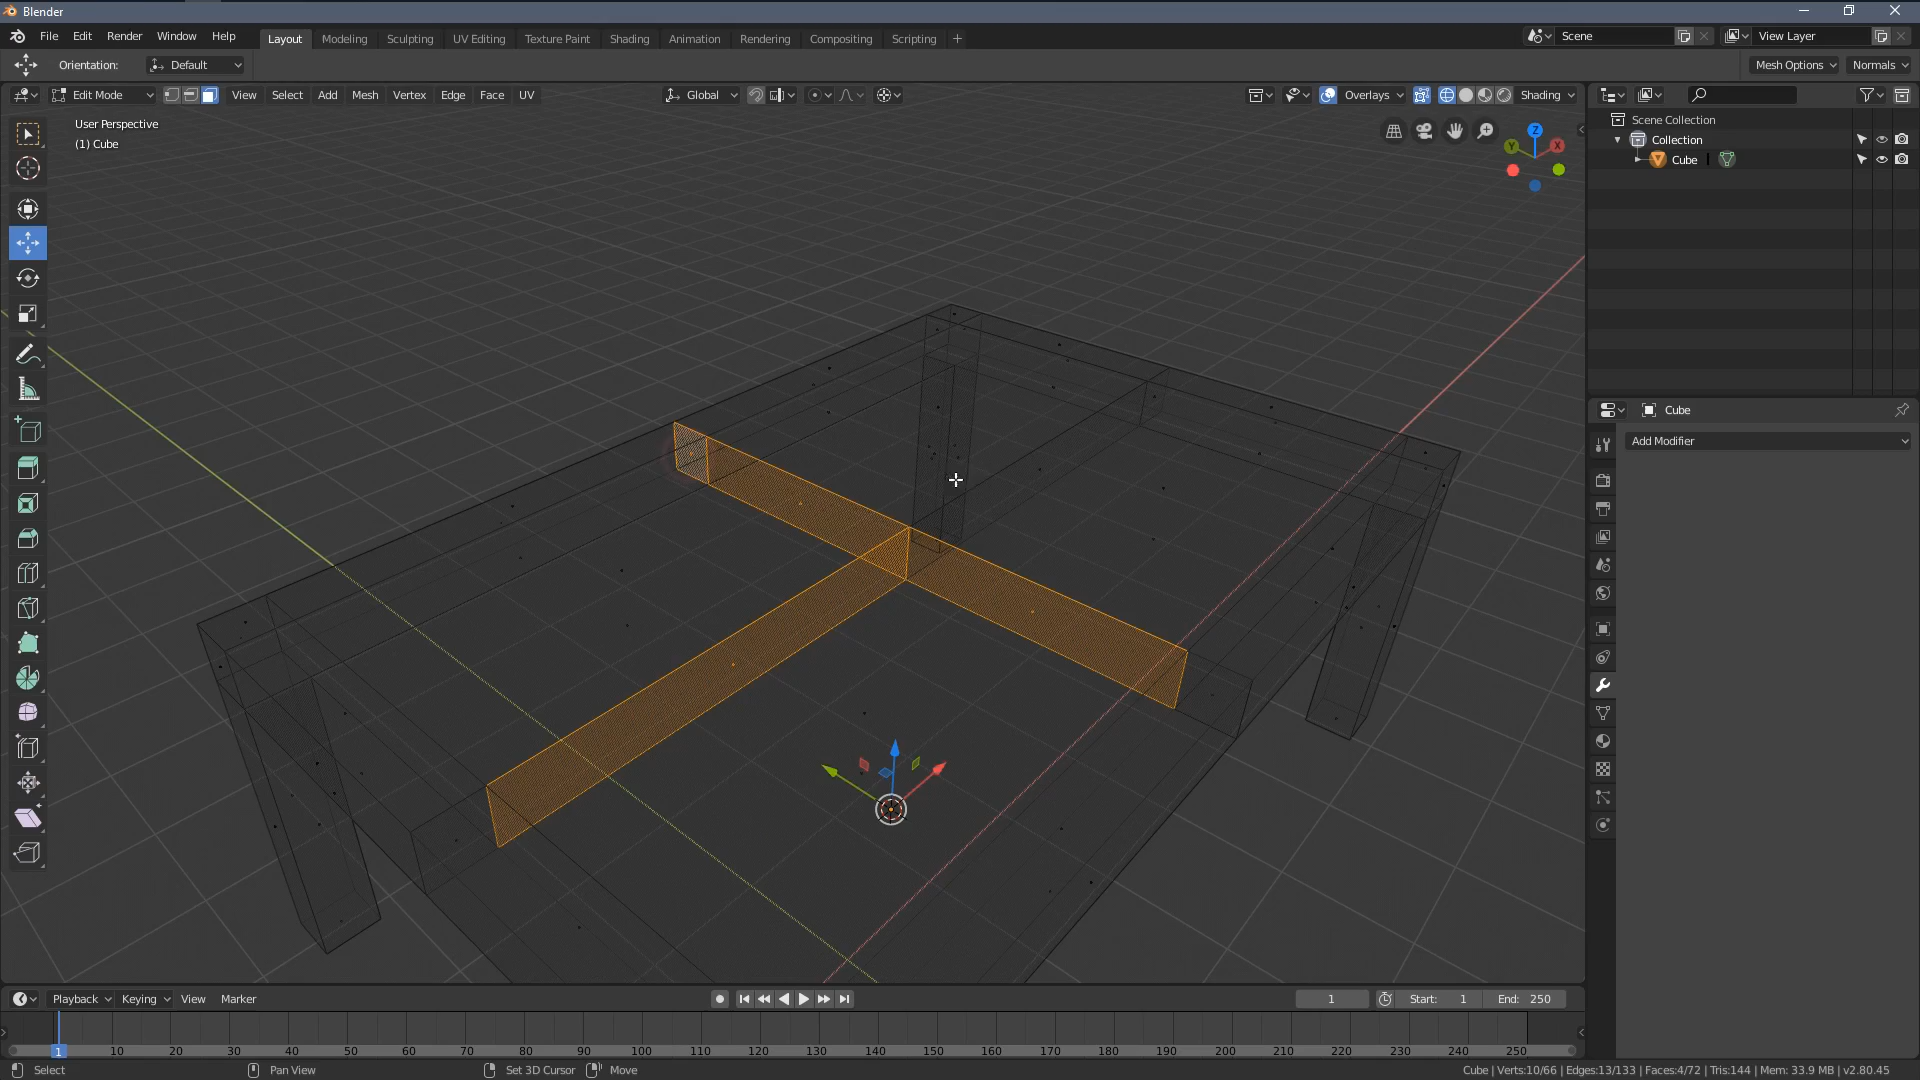 Blender
File Edit Render Window Help Layout Modeling Sculpting UV Editing Texture Paint Shading Animation Rendering Compositing Scripting Scene View Layer
Orientation: Default Mesh Options Normals
Edit Mode View Select Add Mesh Vertex Edge Face UV Global Overlays Shading
User Perspective
(1) Cube
Z
Y
X
Scene Collection
Collection
Cube
Cube
Add Modifier
Playback Keying View Marker 1 Start: 1 End: 250
1 10 20 30 40 50 60 70 80 90 100 110 120 130 140 150 160 170 180 190 200 210 220 230 240 250
Select Pan View Set 3D Cursor Move Cube | Verts:10/66 | Edges:13/133 | Faces:4/72 | Tris:144 | Mem: 33.9 MB | v2.80.45